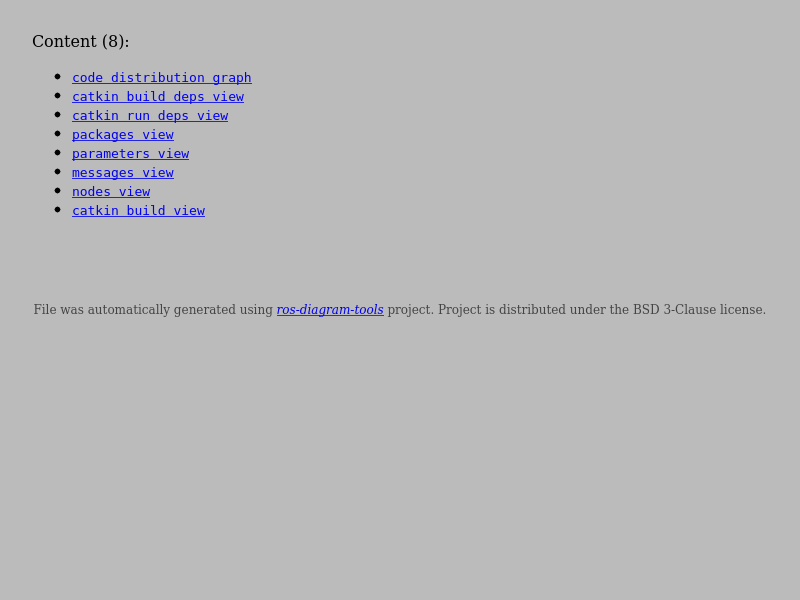 Content (8):
code distribution graph
catkin build deps view
catkin run deps view
packages view
parameters view
messages view
nodes view
catkin build view
File was automatically generated using ros-diagram-tools project. Project is distributed under the BSD 3-Clause license.